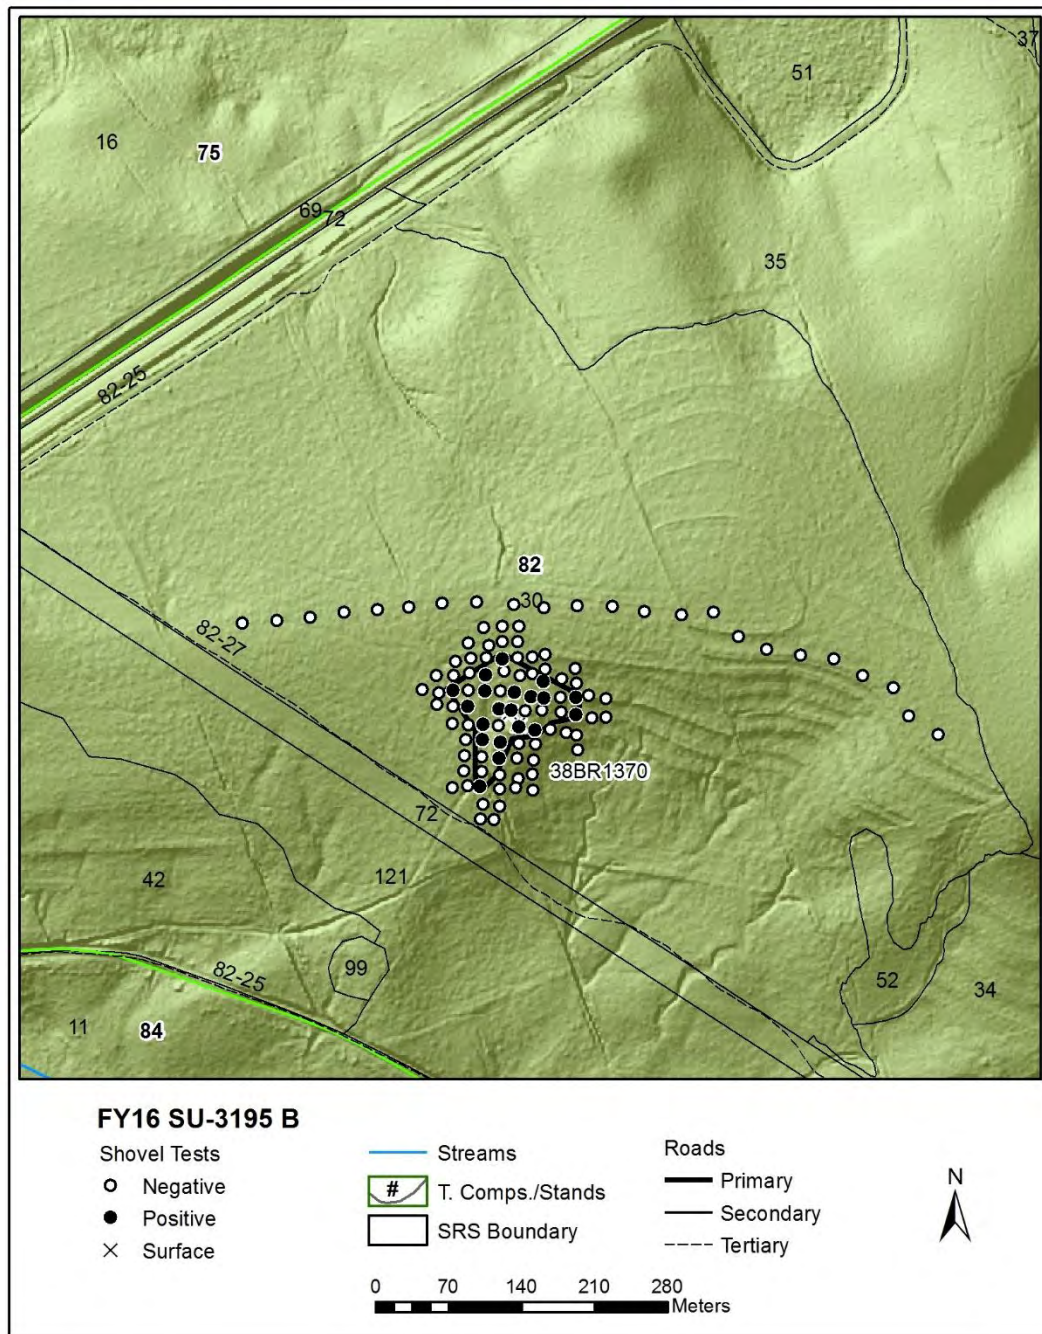 37
51
16
75
69
72
35
82-25
82
30
82-27
38BR1370
72
121
42
99
82-25
52
34
11
84
FY16 SU-3195 B
Shovel Tests
Negative
Positive
Surface
Streams
#
T. Comps./Stands
SRS Boundary
Roads
Primary
Secondary
Tertiary
N
0 70 140 210 280
Meters